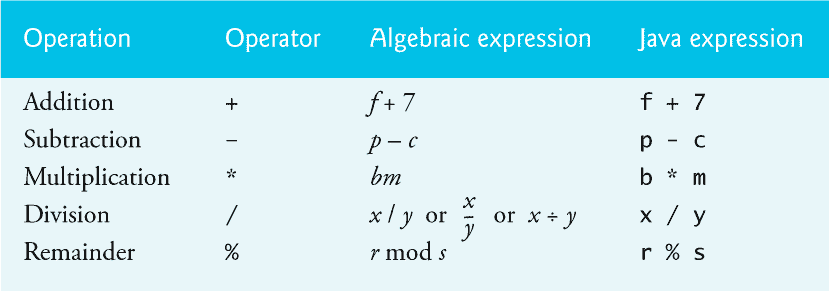 Operation Operator Algebraic expression Java expression
Addition + f + 7 f + 7
Subtraction – p – c p - c
Multiplication * bm b * m
Division / x / y or x/y or x ÷ y x / y
Remainder % r mod s r % s